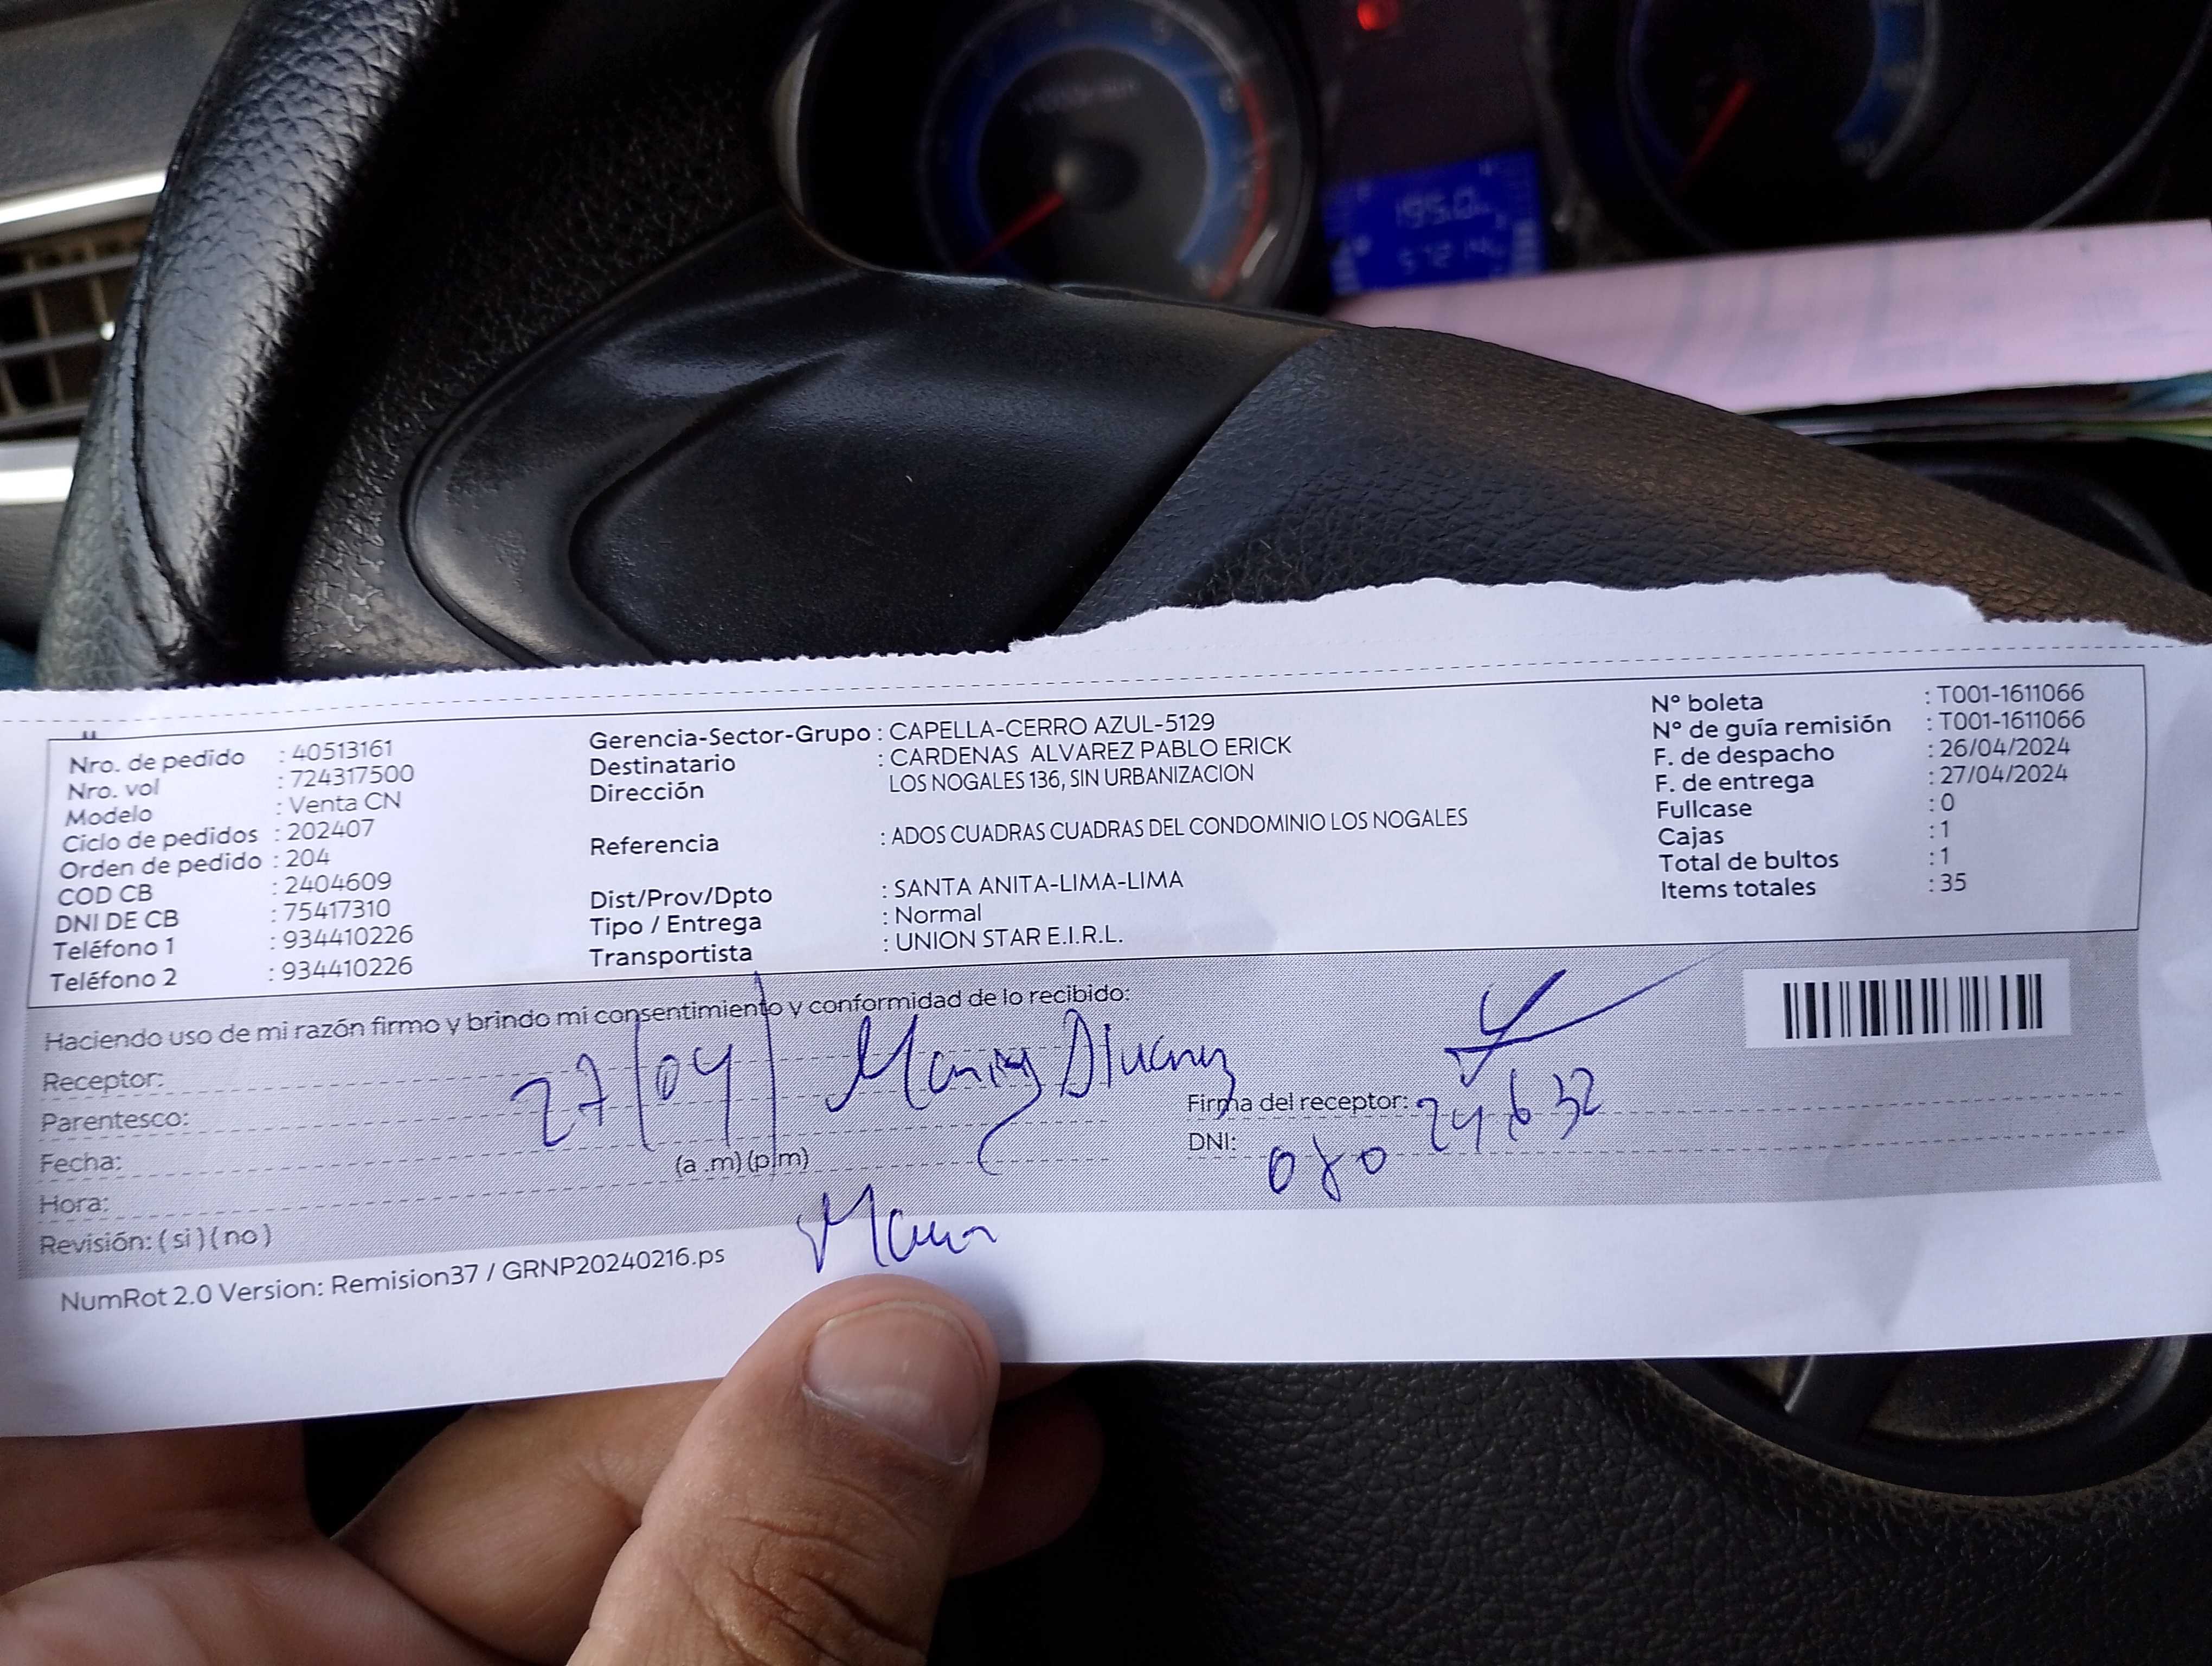 Nro. de pedido : 40513161
Nro. vol : 724317500
Modelo : Venta CN
Ciclo de pedidos : 202407
Orden de pedido : 204
COD CB : 2404609
DNI DE CB : 75417310
Teléfono 1 : 934410226
Teléfono 2 : 934410226
Gerencia-Sector-Grupo : CAPELLA-CERRO AZUL-5129
Destinatario : CARDENAS ALVAREZ PABLO ERICK
Dirección LOS NOGALES 136, SIN URBANIZACION
Referencia : ADOS CUADRAS CUADRAS DEL CONDOMINIO LOS NOGALES
Dist/Prov/Dpto : SANTA ANITA-LIMA-LIMA
Tipo / Entrega : Normal
Transportista : UNION STAR E.I.R.L.
N° boleta : T001-1611066
N° de guía remisión : T001-1611066
F. de despacho : 26/04/2024
F. de entrega : 27/04/2024
Fullcase : 0
Cajas : 1
Total de bultos : 1
Items totales : 35
Haciendo uso de mi razón firmo y brindo mi consentimiento y conformidad de lo recibido:
Receptor:
Parentesco:
27/04/
Fecha:
(a .m) (p.m)
Hora:
Revisión: ( si ) ( no )
Firma del receptor:
DNI:
NumRot 2.0 Version: Remision37 / GRNP20240216.ps